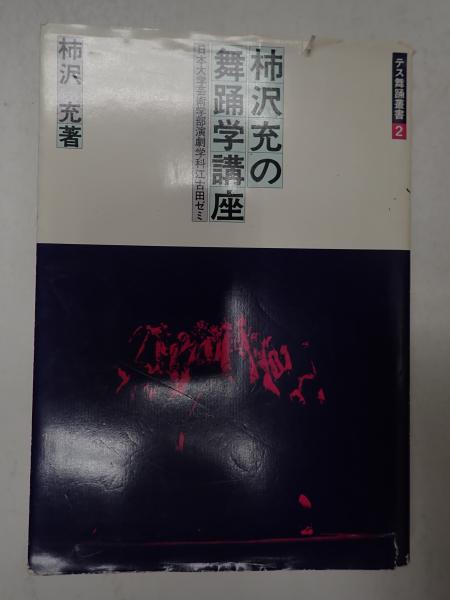 テス舞踊叢書2
柿沢充の
舞踊学講座
日本大学芸術学部演劇学科江古田ゼミ
柿沢 充著